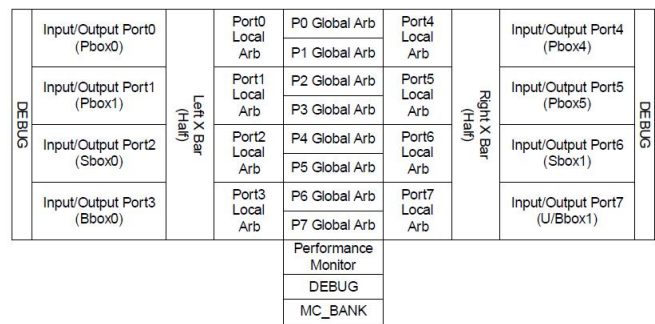 DEBUG
Input/Output Port0
(Pbox0)
Input/Output Port1
(Pbox1)
Input/Output Port2
(Sbox0)
Input/Output Port3
(Bbox0)
Left X Bar
(Half)
Port0
Local
Arb
Port1
Local
Arb
Port2
Local
Arb
Port3
Local
Arb
P0 Global Arb
P1 Global Arb
P2 Global Arb
P3 Global Arb
P4 Global Arb
P5 Global Arb
P6 Global Arb
P7 Global Arb
Performance
Monitor
DEBUG
MC_BANK
Port4
Local
Arb
Port5
Local
Arb
Port6
Local
Arb
Port7
Local
Arb
Right X Bar
(Half)
Input/Output Port4
(Pbox4)
Input/Output Port5
(Pbox5)
Input/Output Port6
(Sbox1)
Input/Output Port7
(U/Bbox1)
DEBUG